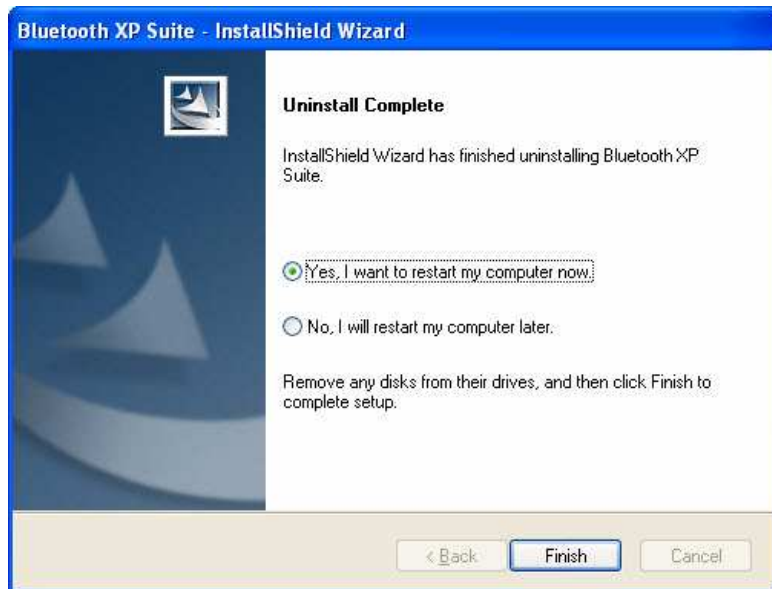 Bluetooth XP Suite - InstallShield Wizard
Uninstall Complete
InstallShield Wizard has finished uninstalling Bluetooth XP
Suite.
Yes, I want to restart my computer now.
No, I will restart my computer later.
Remove any disks from their drives, and then click Finish to
complete setup.
< Back Finish Cancel